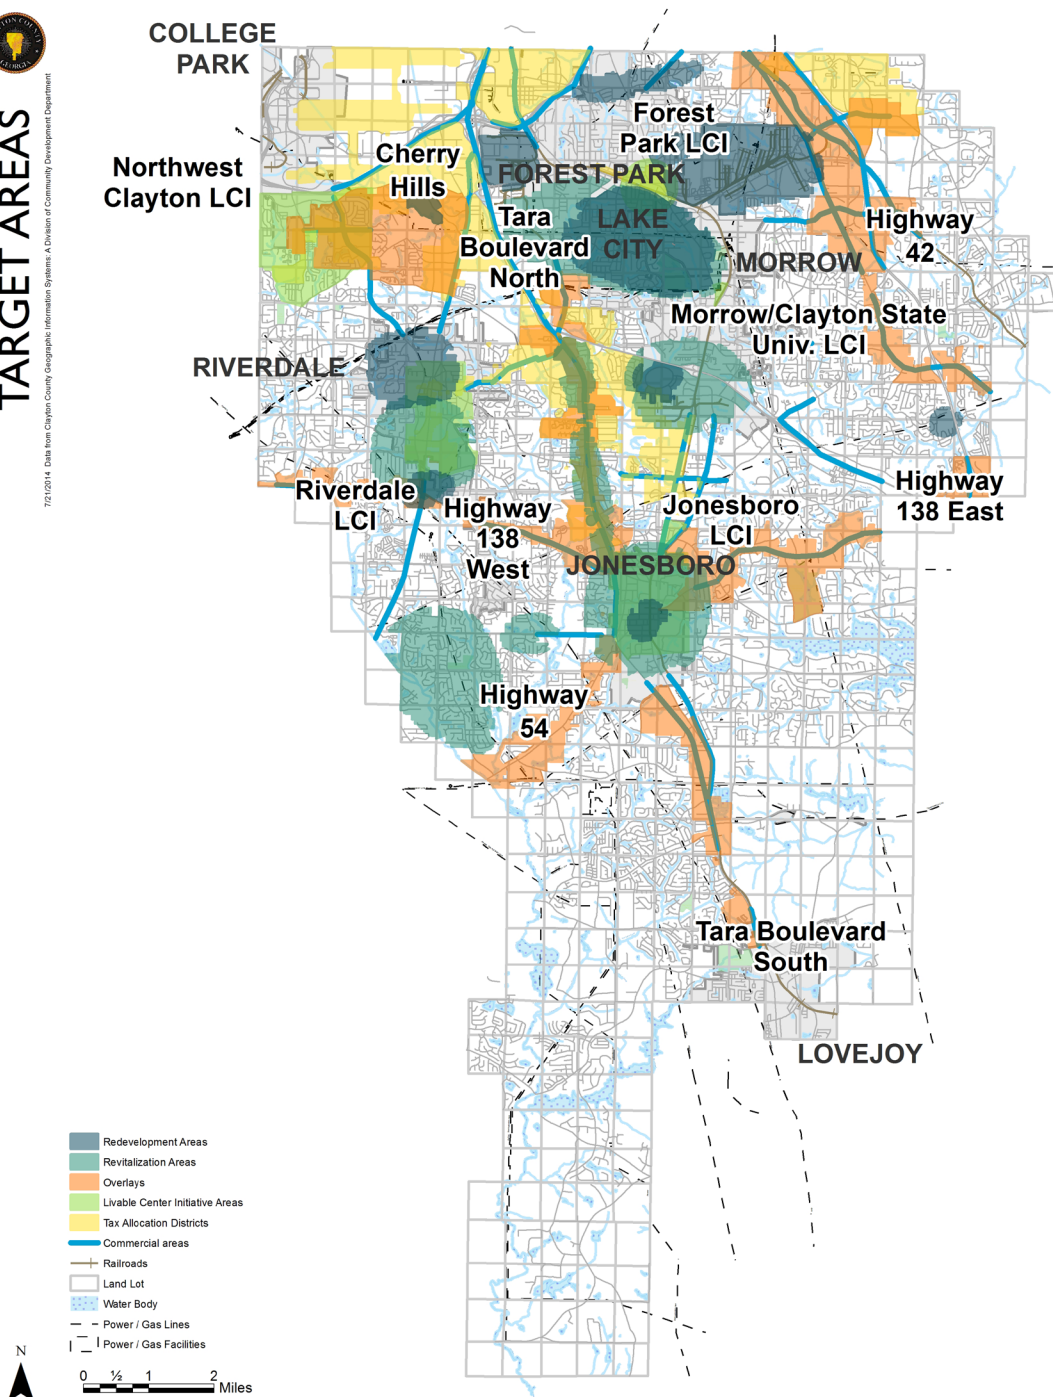 TARGET AREAS
7/21/2014 Data from Clayton County Geographic Information Systems: A Division of Community Development Department
COLLEGE
PARK
Northwest
Clayton LCI
Cherry
Hills
Forest
Park LCI
FOREST PARK
Tara
Boulevard
North
LAKE
CITY
Highway
42
MORROW
Morrow/Clayton State
Univ. LCI
RIVERDALE
Riverdale
LCI
Highway
138
West
Jonesboro
LCI
Highway
138 East
JONESBORO
Highway
54
Tara Boulevard
South
LOVEJOY
Redevelopment Areas
Revitalization Areas
Overlays
Livable Center Initiative Areas
Tax Allocation Districts
Commercial areas
Railroads
Land Lot
Water Body
Power / Gas Lines
Power / Gas Facilities
N
0 ½ 1 2
Miles